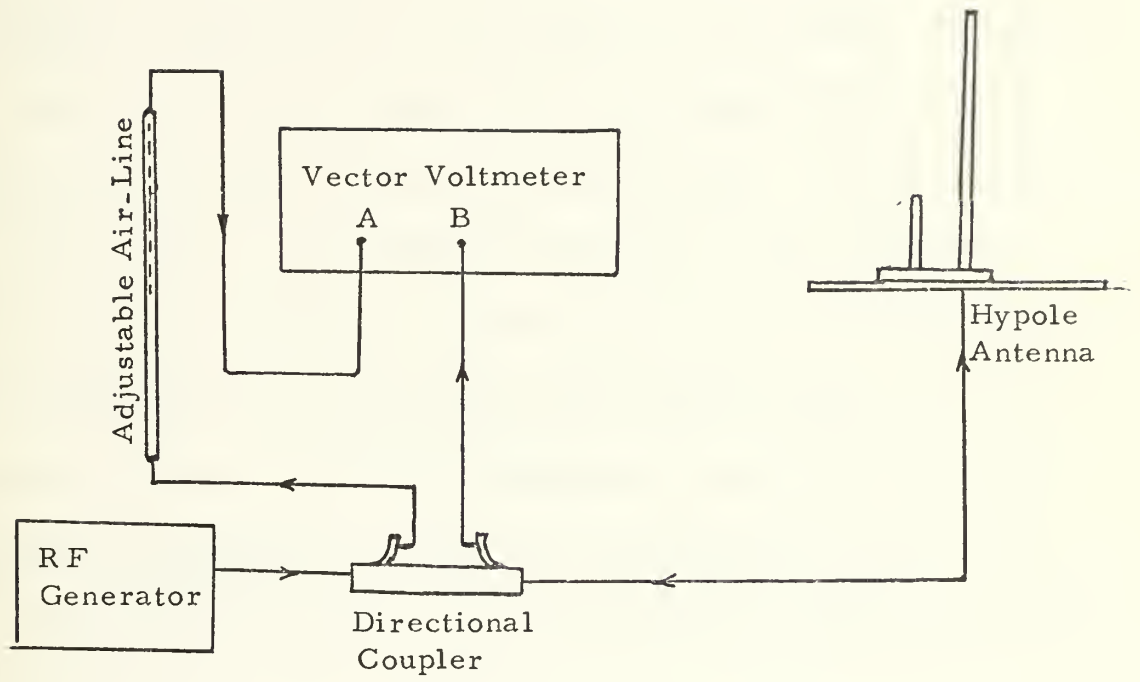 Adjustable Air-Line
Vector Voltmeter
A B
Hypole
Antenna
RF
Generator
Directional
Coupler